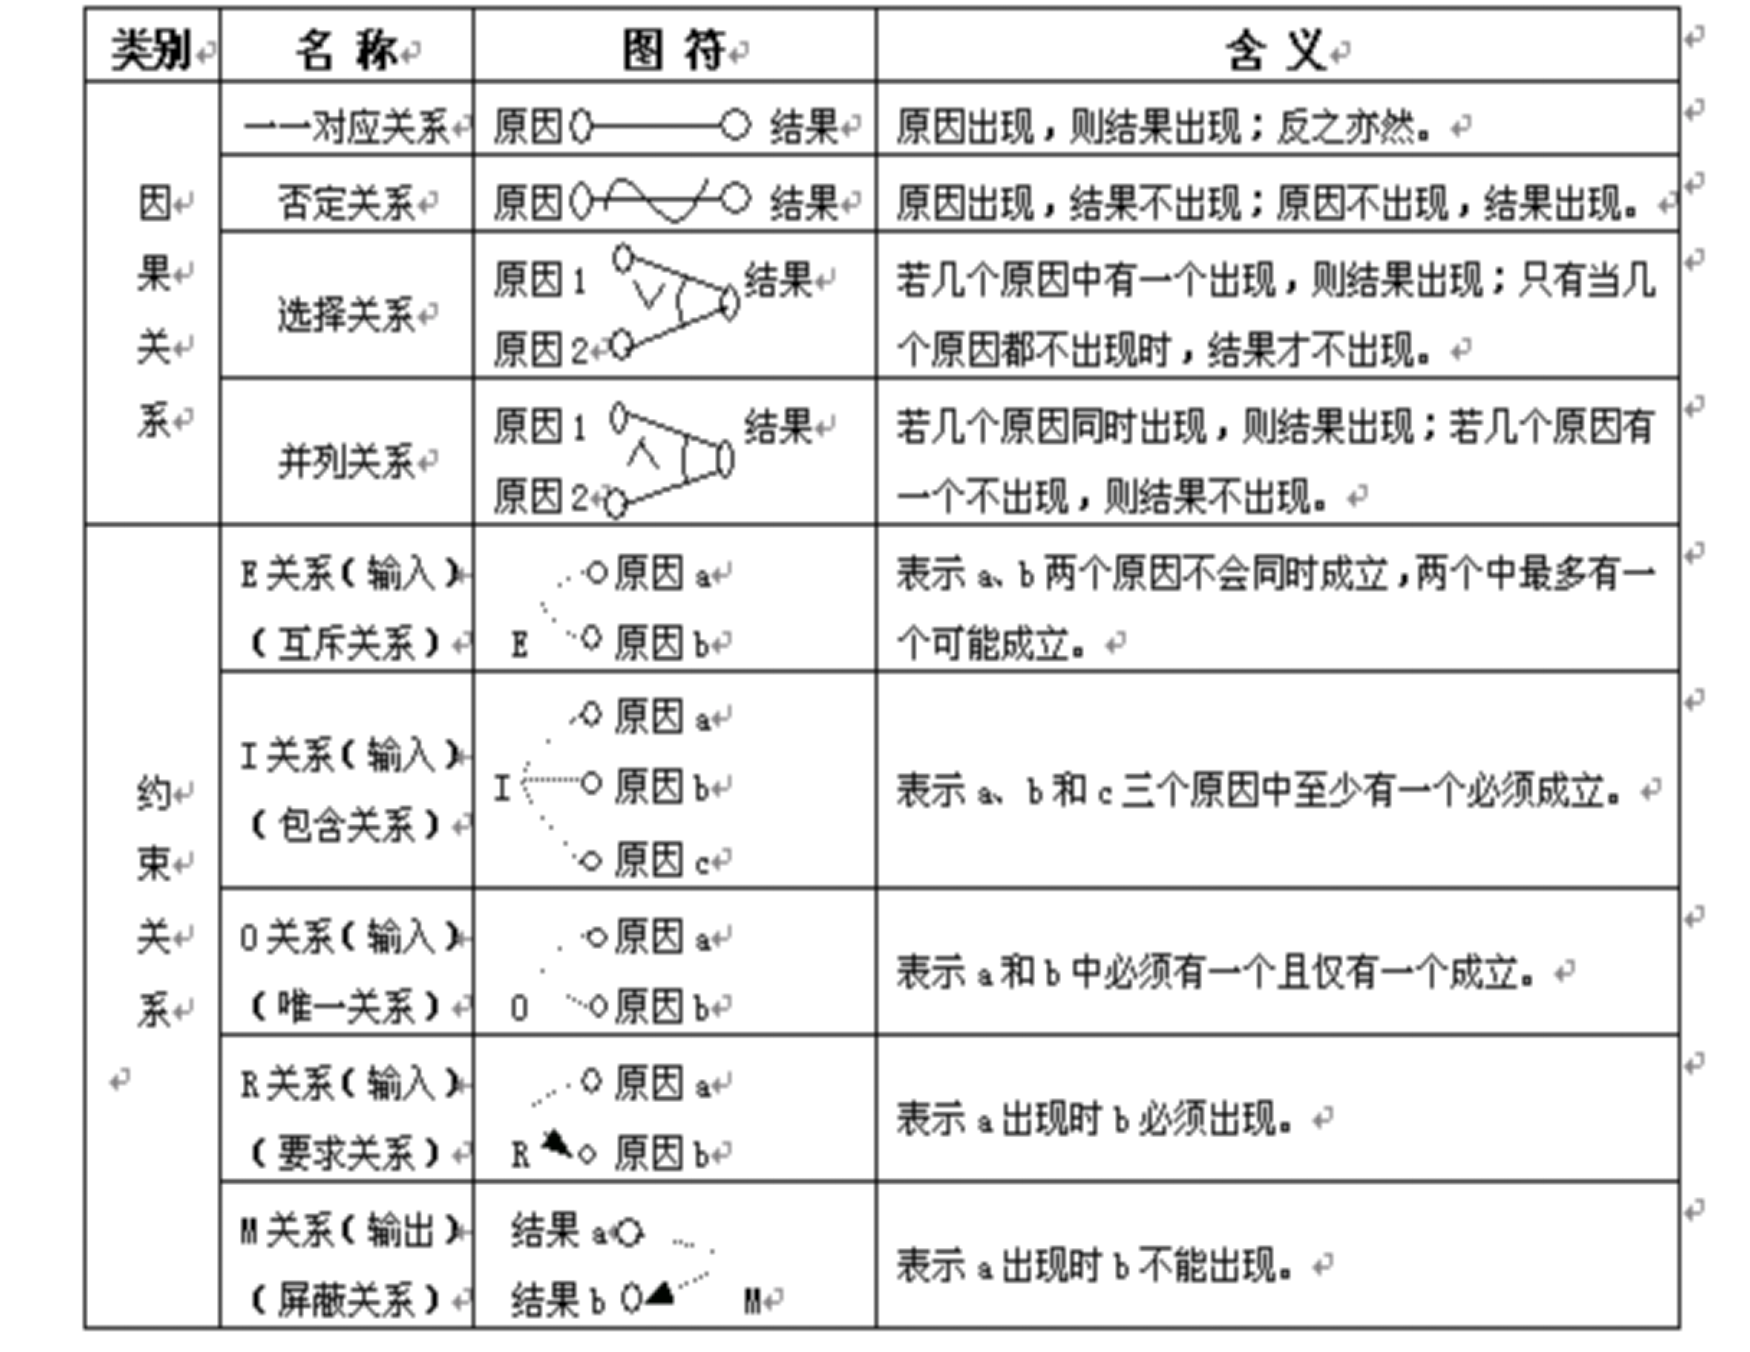 类别 名 称 图 符 含 义
因果关系
一一对应关系 原因 结果 原因出现，则结果出现；反之亦然。
否定关系 原因 结果 原因出现，结果不出现；原因不出现，结果出现。
选择关系
原因 1 结果
原因 2
若几个原因中有一个出现，则结果出现；只有当几
个原因都不出现时，结果才不出现。
并列关系
原因 1 结果
原因 2
若几个原因同时出现，则结果出现；若几个原因有
一个不出现，则结果不出现。
约束关系
E 关系（输入）
（互斥关系）
原因 a
E 原因 b
表示 a、b 两个原因不会同时成立，两个中最多有一
个可能成立。
I 关系（输入）
（包含关系）
原因 a
I 原因 b
原因 c
表示 a、b 和 c 三个原因中至少有一个必须成立。
O 关系（输入）
（唯一关系）
原因 a
O 原因 b
表示 a 和 b 中必须有一个且仅有一个成立。
R 关系（输入）
（要求关系）
原因 a
R 原因 b
表示 a 出现时 b 必须出现。
M 关系（输出）
（屏蔽关系）
结果 a
结果 b M
表示 a 出现时 b 不能出现。